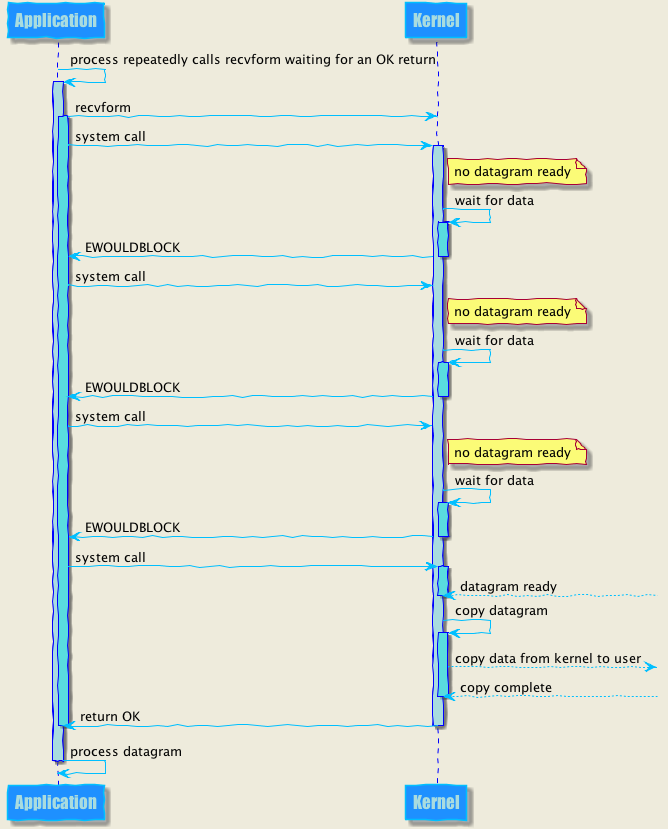 Application Kernel
process repeatedly calls recvform waiting for an OK return
recvform
system call
no datagram ready
wait for data
EWOULDBLOCK
system call
no datagram ready
wait for data
EWOULDBLOCK
system call
no datagram ready
wait for data
EWOULDBLOCK
system call
datagram ready
copy datagram
copy data from kernel to user
copy complete
return OK
process datagram
Application Kernel